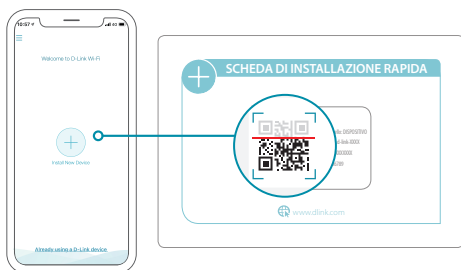 10:57
4G
Welcome to D-Link Wi-Fi
Install New Device
Already using a D-Link device
SCHEDA DI INSTALLAZIONE RAPIDA
DISPOSITIVO
www.dlink.com